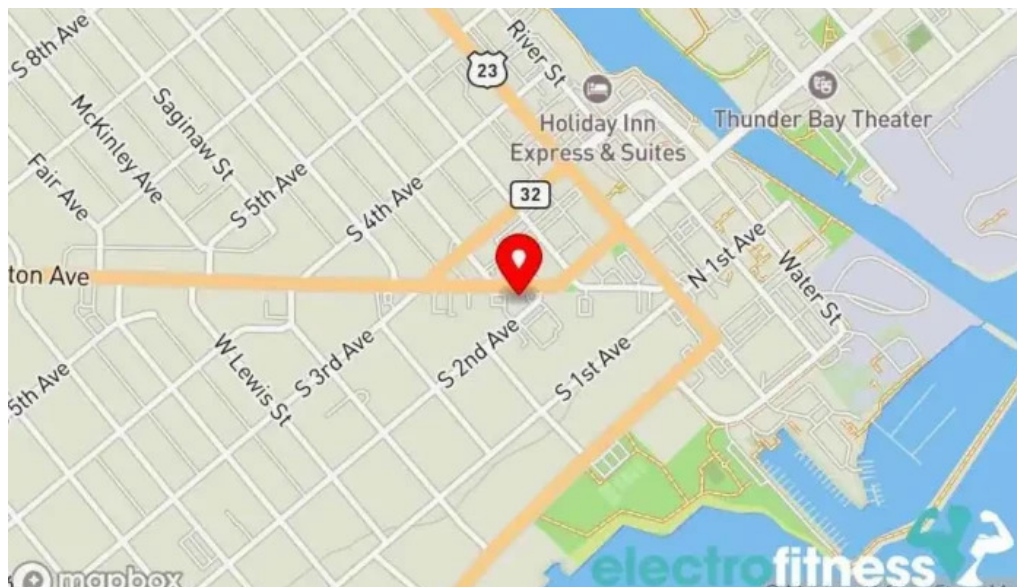 S 8th Ave
River St
23
Saginaw St
McKinley Ave
Holiday Inn
Express & Suites
Thunder Bay Theater
Fair Ave
S 5th Ave
S 4th Ave
32
N 1st Ave
Water St
ton Ave
5th Ave
W Lewis St
S 3rd Ave
S 2nd Ave
S 1st Ave
mapbox
electrofitness